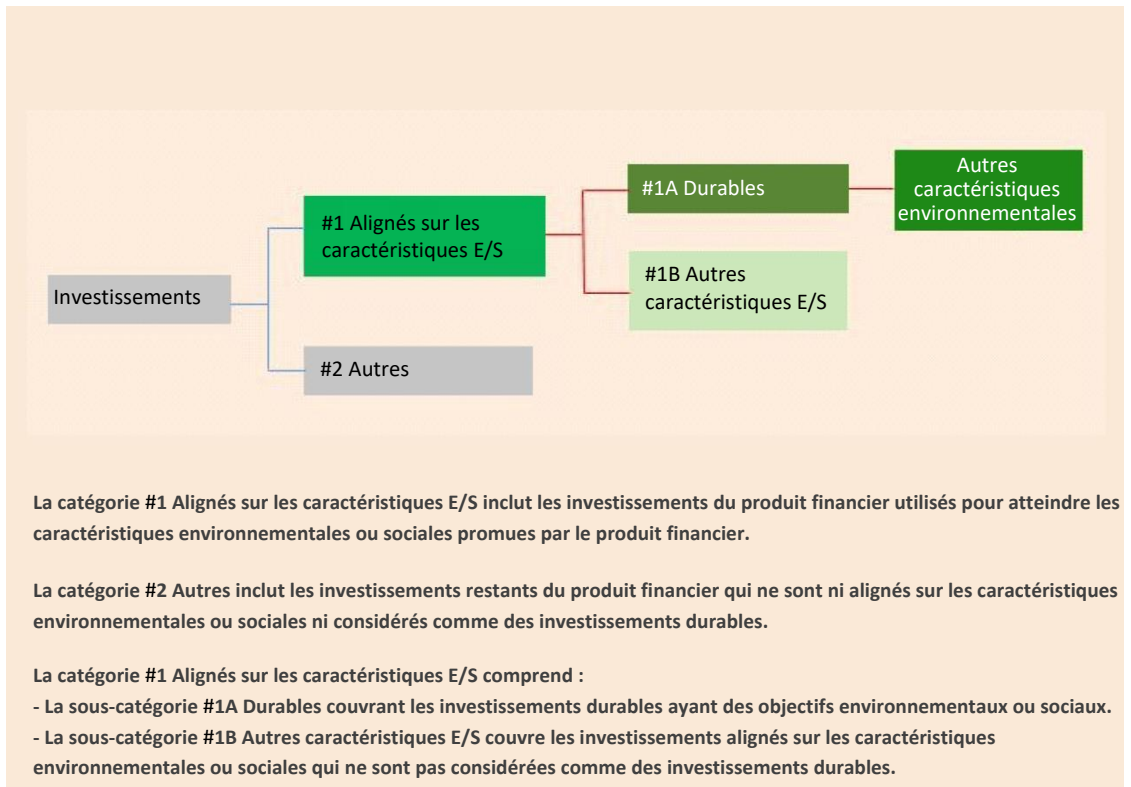 Investissements
#1 Alignés sur les
caractéristiques E/S
#2 Autres
#1A Durables
#1B Autres
caractéristiques E/S
Autres
caractéristiques
environnementales
La catégorie #1 Alignés sur les caractéristiques E/S inclut les investissements du produit financier utilisés pour atteindre les
caractéristiques environnementales ou sociales promues par le produit financier.
La catégorie #2 Autres inclut les investissements restants du produit financier qui ne sont ni alignés sur les caractéristiques
environnementales ou sociales ni considérés comme des investissements durables.
La catégorie #1 Alignés sur les caractéristiques E/S comprend :
- La sous-catégorie #1A Durables couvrant les investissements durables ayant des objectifs environnementaux ou sociaux.
- La sous-catégorie #1B Autres caractéristiques E/S couvre les investissements alignés sur les caractéristiques
environnementales ou sociales qui ne sont pas considérées comme des investissements durables.